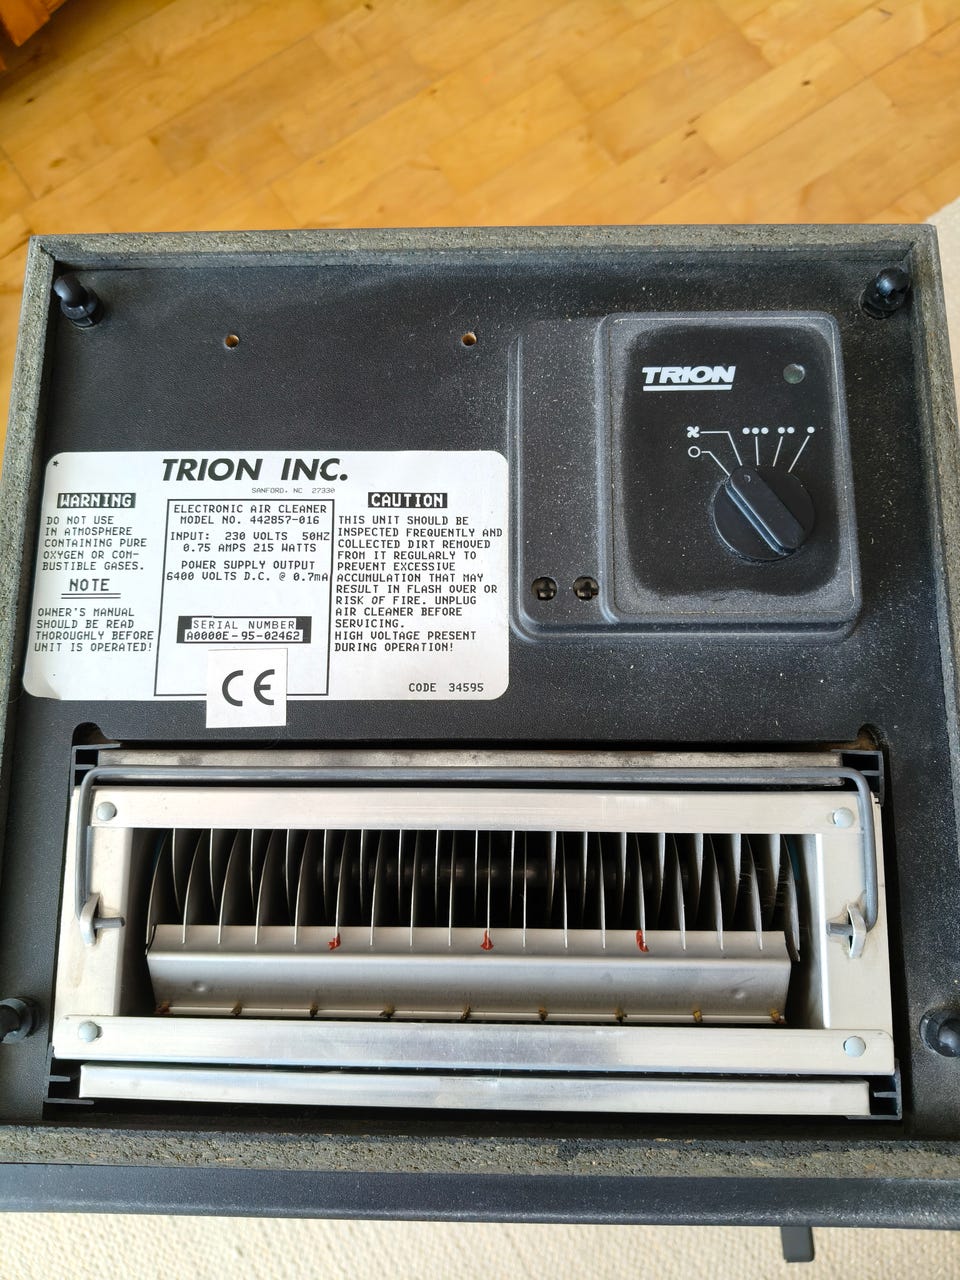 TRION
TRION INC.
SANFORD, NC 27330
WARNING
DO NOT USE
IN ATMOSPHERE
CONTAINING PURE
OXYGEN OR COM-
BUSTIBLE GASES.
NOTE
OWNER'S MANUAL
SHOULD BE READ
THOROUGHLY BEFORE
UNIT IS OPERATED!
ELECTRONIC AIR CLEANER
MODEL NO. 442857-016
INPUT: 230 VOLTS 50HZ
0.75 AMPS 215 WATTS
POWER SUPPLY OUTPUT
6400 VOLTS D.C. @ 0.7mA
SERIAL NUMBER
A0000E-95-02462
CE
CAUTION
THIS UNIT SHOULD BE
INSPECTED FREQUENTLY AND
COLLECTED DIRT REMOVED
FROM IT REGULARLY TO
PREVENT EXCESSIVE
ACCUMULATION THAT MAY
RESULT IN FLASH OVER OR
RISK OF FIRE. UNPLUG
AIR CLEANER BEFORE
SERVICING.
HIGH VOLTAGE PRESENT
DURING OPERATION!
CODE 34595